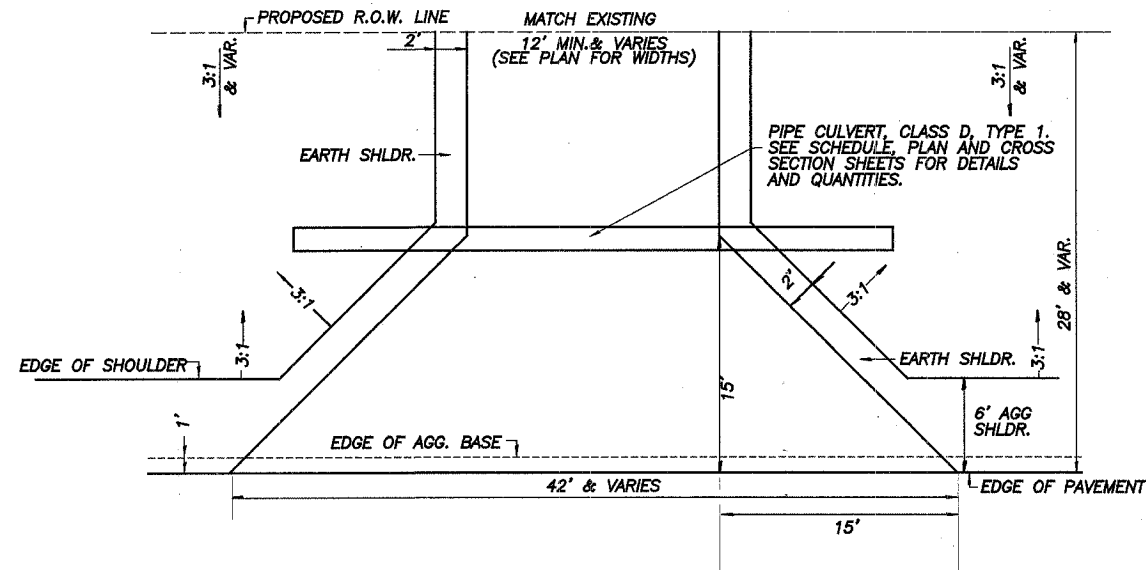 PROPOSED R.O.W. LINE
MATCH EXISTING
2'
12' MIN.& VARIES
(SEE PLAN FOR WIDTHS)
3:1
& VAR.
3:1
& VAR.
EARTH SHLDR.
PIPE CULVERT, CLASS D, TYPE 1.
SEE SCHEDULE, PLAN AND CROSS
SECTION SHEETS FOR DETAILS
AND QUANTITIES.
28' & VAR.
3:1
2'
3:1
3:1
3:1
EDGE OF SHOULDER
EARTH SHLDR.
15'
6' AGG
SHLDR.
1'
EDGE OF AGG. BASE
42' & VARIES
EDGE OF PAVEMENT
15'